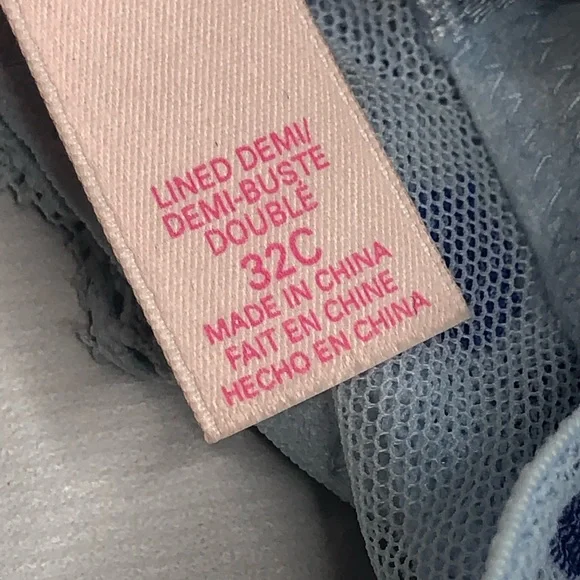 LINED DEMI/
DEMI-BUSTE
DOUBLÉ
32C
MADE IN CHINA
FAIT EN CHINE
HECHO EN CHINA